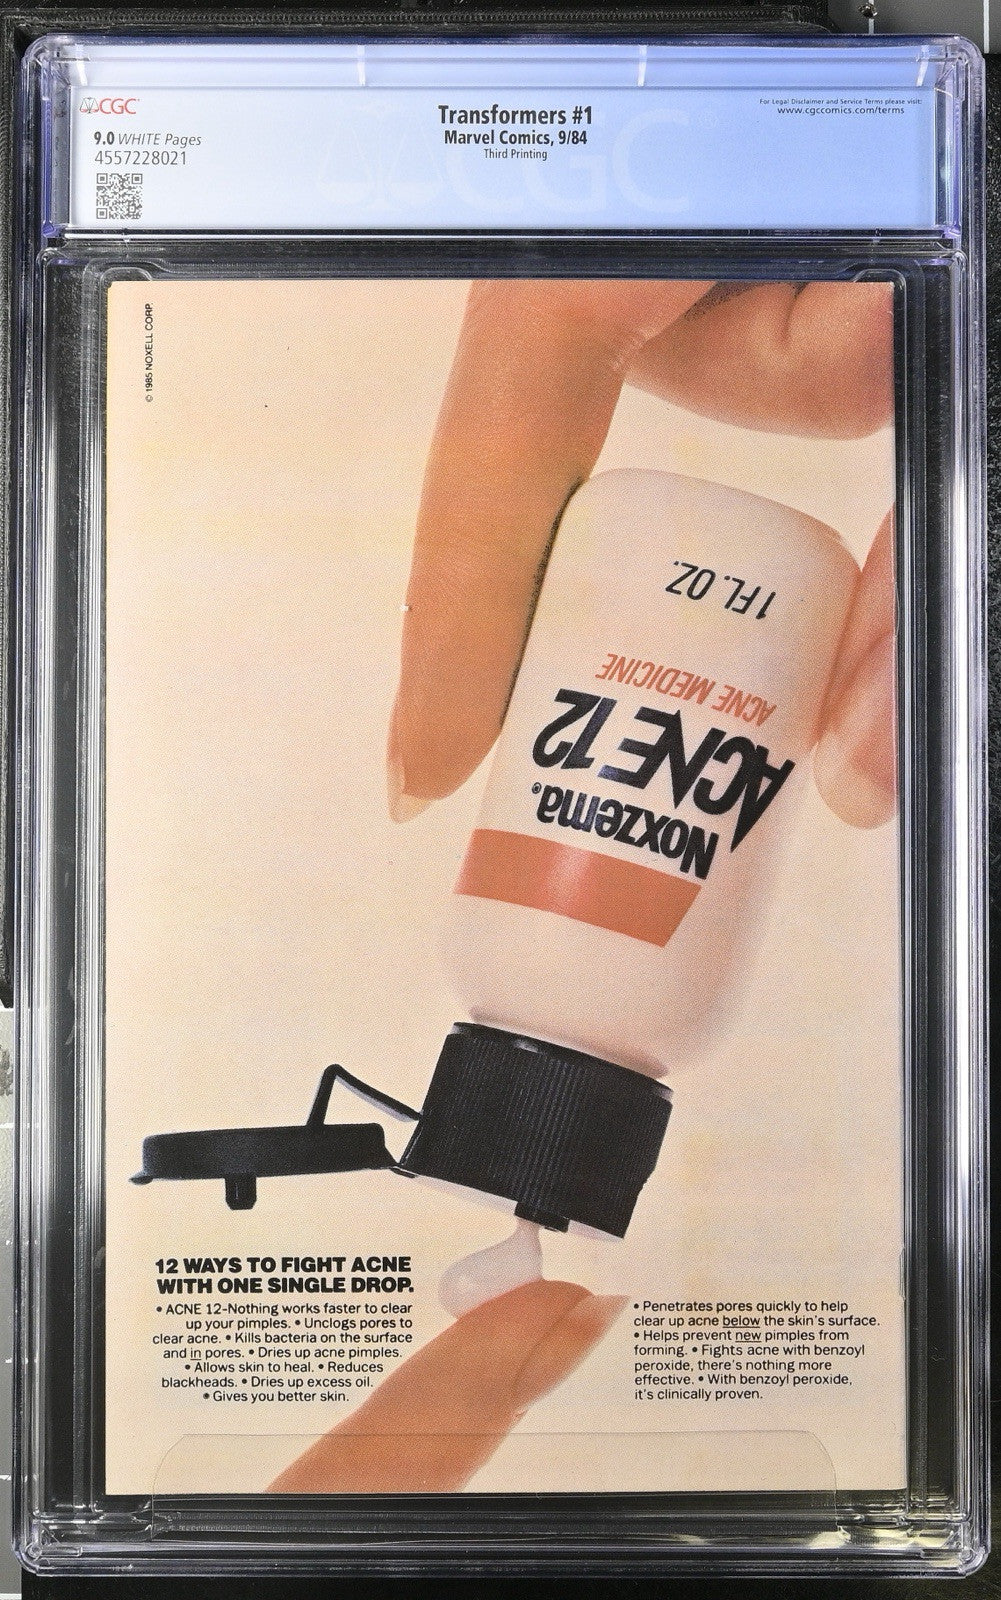 CGC
9.0 WHITE Pages
4557228021
Transformers #1
Marvel Comics, 9/84
Third Printing
For Legal Disclaimer and Service Terms please visit:
www.cgccomics.com/terms
CGC
© 1985 NOXELL CORP.
1 FL. OZ.
ACNE MEDICINE
ACNE 12
Noxzema®
12 WAYS TO FIGHT ACNE
WITH ONE SINGLE DROP.
• ACNE 12-Nothing works faster to clear
up your pimples. • Unclogs pores to
clear acne. • Kills bacteria on the surface
and in pores. • Dries up acne pimples.
• Allows skin to heal. • Reduces
blackheads. • Dries up excess oil.
• Gives you better skin.
• Penetrates pores quickly to help
clear up acne below the skin's surface.
• Helps prevent new pimples from
forming. • Fights acne with benzoyl
peroxide, there's nothing more
effective. • With benzoyl peroxide,
it's clinically proven.